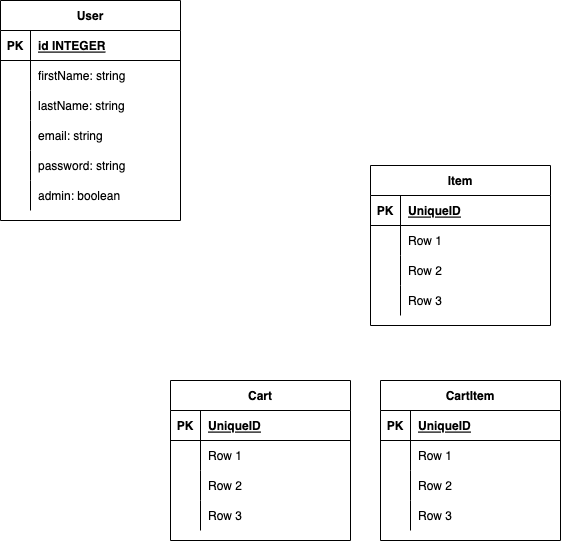 User
PK id INTEGER
firstName: string
lastName: string
email: string
password: string
admin: boolean
Item
PK UniqueID
Row 1
Row 2
Row 3
Cart
PK UniqueID
Row 1
Row 2
Row 3
CartItem
PK UniqueID
Row 1
Row 2
Row 3